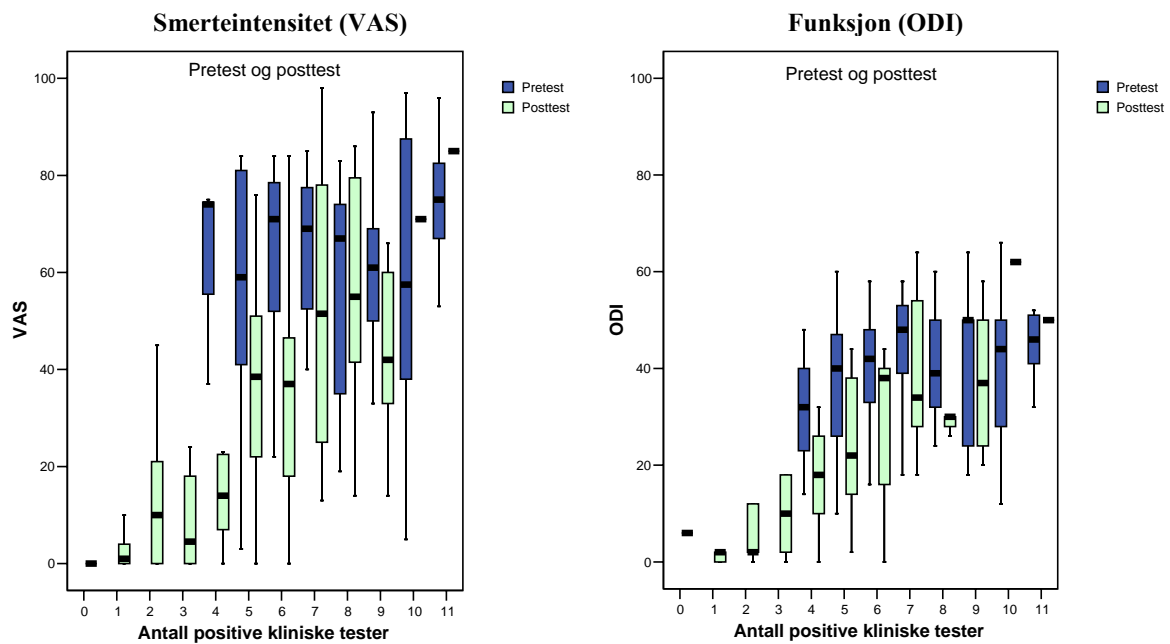 Smerteintensitet (VAS)
Pretest og posttest
Pretest
Posttest
100
80
60
40
20
0
VAS
0 1 2 3 4 5 6 7 8 9 10 11
Antall positive kliniske tester
Funksjon (ODI)
Pretest og posttest
Pretest
Posttest
100
80
60
40
20
0
ODI
0 1 2 3 4 5 6 7 8 9 10 11
Antall positive kliniske tester